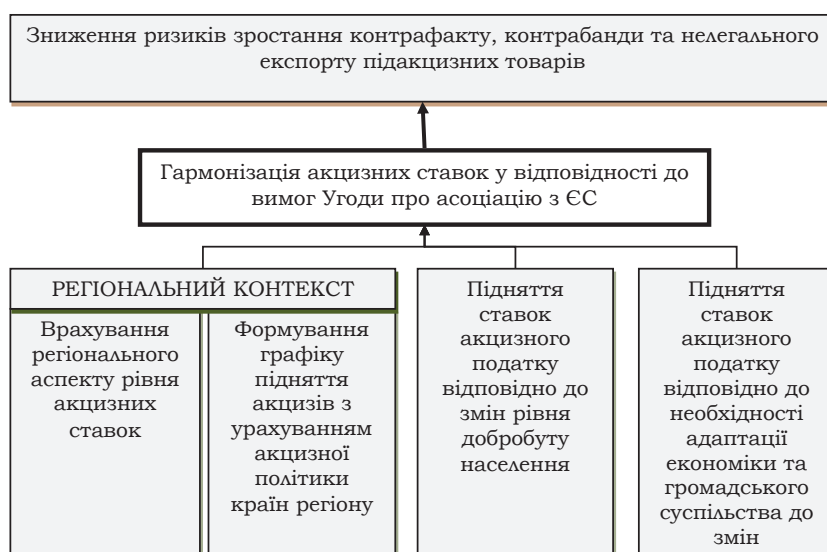 Зниження ризиків зростання контрафакту, контрабанди та нелегального
експорту підакцизних товарів
Гармонізація акцизних ставок у відповідності до
вимог Угоди про асоціацію з ЄС
РЕГІОНАЛЬНИЙ КОНТЕКСТ
Врахування
регіонального
аспекту рівня
акцизних
ставок
Формування
графіку
підняття
акцизів з
урахуванням
акцизної
політики
країн регіону
Підняття
ставок
акцизного
податку
відповідно до
змін рівня
добробуту
населення
Підняття
ставок
акцизного
податку
відповідно до
необхідності
адаптації
економіки та
громадського
суспільства до
змін